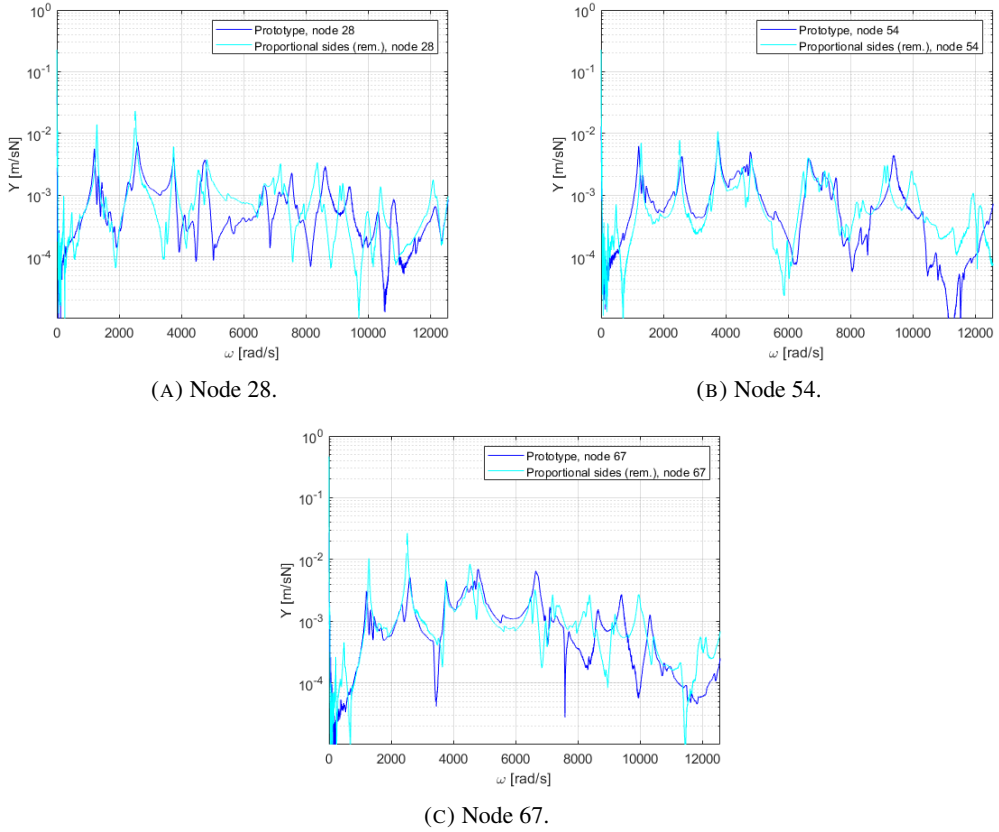 10^0
10^-1
10^-2
10^-3
10^-4
Y [m/sN]
Prototype, node 28
Proportional sides (rem.), node 28
0 2000 4000 6000 8000 10000 12000
ω [rad/s]
(A) Node 28.
10^0
10^-1
10^-2
10^-3
10^-4
Y [m/sN]
Prototype, node 54
Proportional sides (rem.), node 54
0 2000 4000 6000 8000 10000 12000
ω [rad/s]
(B) Node 54.
10^0
10^-1
10^-2
10^-3
10^-4
Y [m/sN]
Prototype, node 67
Proportional sides (rem.), node 67
0 2000 4000 6000 8000 10000 12000
ω [rad/s]
(C) Node 67.